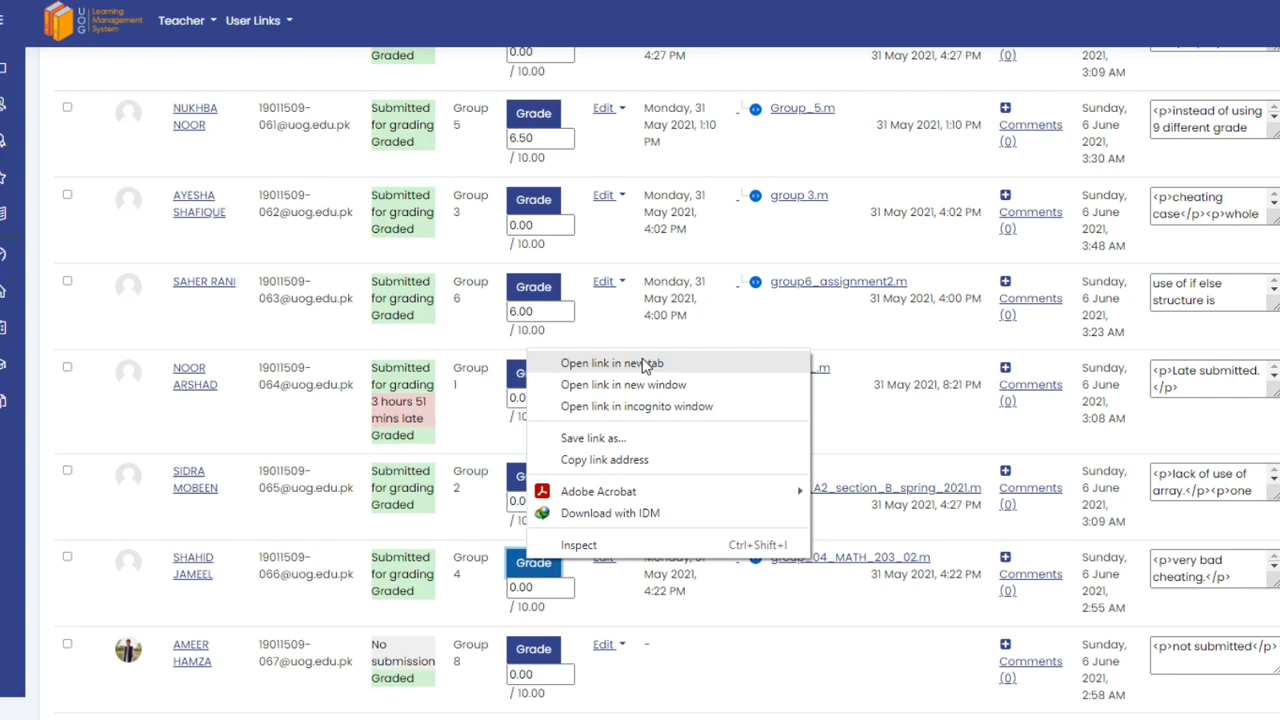 UOG
Learning
Management
System
Teacher
User Links
Graded
0.00
/ 10.00
4:27 PM
31 May 2021, 4:27 PM
(0)
2021,
3:09 AM
NUKHBA
NOOR
19011509-
061@uog.edu.pk
Submitted
for grading
Graded
Group
5
Grade
6.50
/ 10.00
Edit
Monday, 31
May 2021, 1:10
PM
Group_5.m
31 May 2021, 1:10 PM
Comments
(0)
Sunday,
6 June
2021,
3:30 AM
<p>instead of using
9 different grade
AYESHA
SHAFIQUE
19011509-
062@uog.edu.pk
Submitted
for grading
Graded
Group
3
Grade
0.00
/ 10.00
Edit
Monday, 31
May 2021,
4:02 PM
group 3.m
31 May 2021, 4:02 PM
Comments
(0)
Sunday,
6 June
2021,
3:48 AM
<p>cheating
case</p><p>whole
SAHER RANI
19011509-
063@uog.edu.pk
Submitted
for grading
Graded
Group
6
Grade
6.00
/ 10.00
Edit
Monday, 31
May 2021,
4:00 PM
group6_assignment2.m
31 May 2021, 4:00 PM
Comments
(0)
Sunday,
6 June
2021,
3:23 AM
use of if else
structure is
NOOR
ARSHAD
19011509-
064@uog.edu.pk
Submitted
for grading
3 hours 51
mins late
Graded
Group
1
G
0.0
/ 10
.m
31 May 2021, 8:21 PM
Comments
(0)
Sunday,
6 June
2021,
3:08 AM
<p>Late submitted.
</p>
Open link in new tab
Open link in new window
Open link in incognito window
Save link as...
Copy link address
Adobe Acrobat
Download with IDM
Inspect Ctrl+Shift+I
SIDRA
MOBEEN
19011509-
065@uog.edu.pk
Submitted
for grading
Graded
Group
2
G
0.0
/ 10
_A2_section_B_spring_2021.m
31 May 2021, 4:27 PM
Comments
(0)
Sunday,
6 June
2021,
3:09 AM
<p>lack of use of
array.</p><p>one
SHAHID
JAMEEL
19011509-
066@uog.edu.pk
Submitted
for grading
Graded
Group
4
Grade
0.00
/ 10.00
Edit
Monday, 31
May 2021,
4:22 PM
group_04_MATH_203_02.m
31 May 2021, 4:22 PM
Comments
(0)
Sunday,
6 June
2021,
2:55 AM
<p>very bad
cheating.</p>
AMEER
HAMZA
19011509-
067@uog.edu.pk
No
submission
Graded
Group
8
Grade
0.00
/ 10.00
Edit
-
Comments
(0)
Sunday,
6 June
2021,
2:58 AM
<p>not submitted</p>